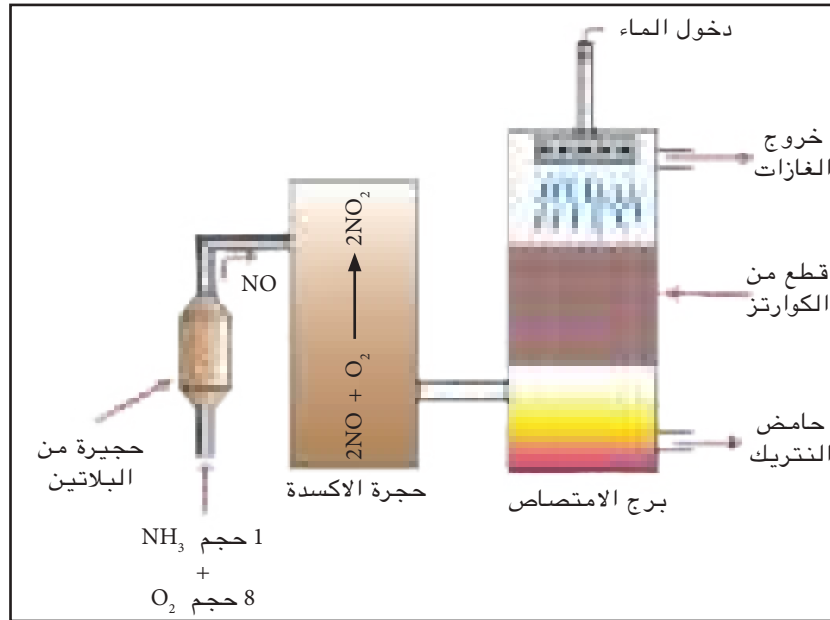 دخول الماء
خروج
الغازات
قطع من
الكوارتز
حامض
النتريك
برج الامتصاص
2NO + O₂ → 2NO₂
حجرة الاكسدة
NO
حجيرة من
البلاتين
1 حجم NH₃
+
8 حجم O₂